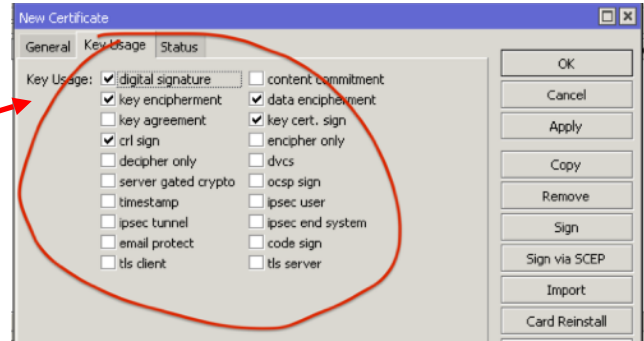 New Certificate
General Key Usage Status
Key Usage: digital signature content commitment
key encipherment data encipherment
key agreement key cert. sign
crl sign encipher only
decipher only dvcs
server gated crypto ocsp sign
timestamp ipsec user
ipsec tunnel ipsec end system
email protect code sign
tls client tls server
OK
Cancel
Apply
Copy
Remove
Sign
Sign via SCEP
Import
Card Reinstall